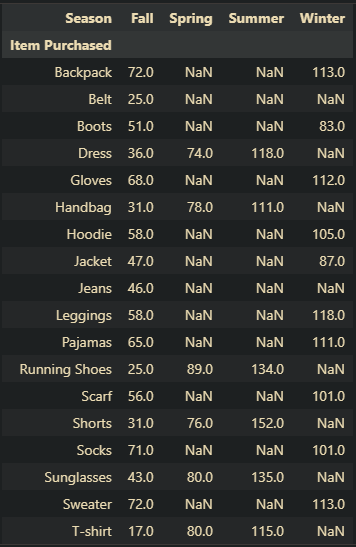 Season Fall Spring Summer Winter
Item Purchased
Backpack 72.0 NaN NaN 113.0
Belt 25.0 NaN NaN NaN
Boots 51.0 NaN NaN 83.0
Dress 36.0 74.0 118.0 NaN
Gloves 68.0 NaN NaN 112.0
Handbag 31.0 78.0 111.0 NaN
Hoodie 58.0 NaN NaN 105.0
Jacket 47.0 NaN NaN 87.0
Jeans 46.0 NaN NaN NaN
Leggings 58.0 NaN NaN 118.0
Pajamas 65.0 NaN NaN 111.0
Running Shoes 25.0 89.0 134.0 NaN
Scarf 56.0 NaN NaN 101.0
Shorts 31.0 76.0 152.0 NaN
Socks 71.0 NaN NaN 101.0
Sunglasses 43.0 80.0 135.0 NaN
Sweater 72.0 NaN NaN 113.0
T-shirt 17.0 80.0 115.0 NaN